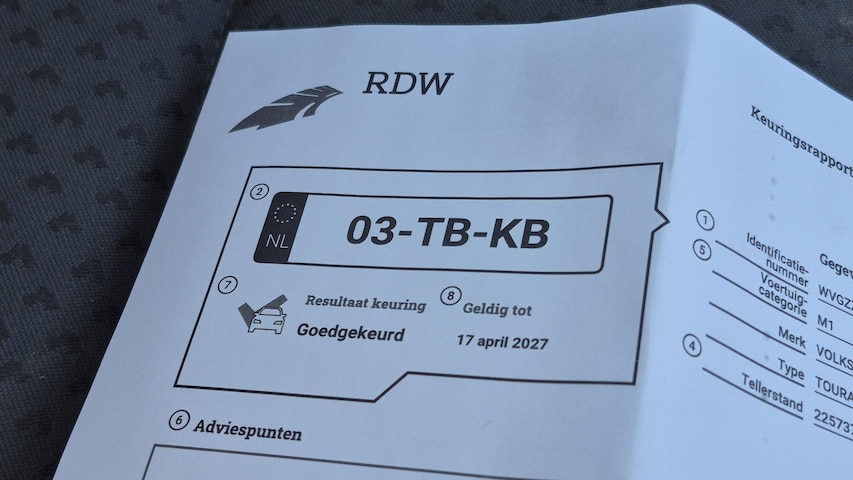 RDW
Keuringsrapport
2
NL
03-TB-KB
7
Resultaat keuring
Goedgekeurd
8
Geldig tot
17 april 2027
6
Adviespunten
1
Identificatie-
nummer
5
Voertuig-
categorie
M1
Merk
4
Type
Tellerstand